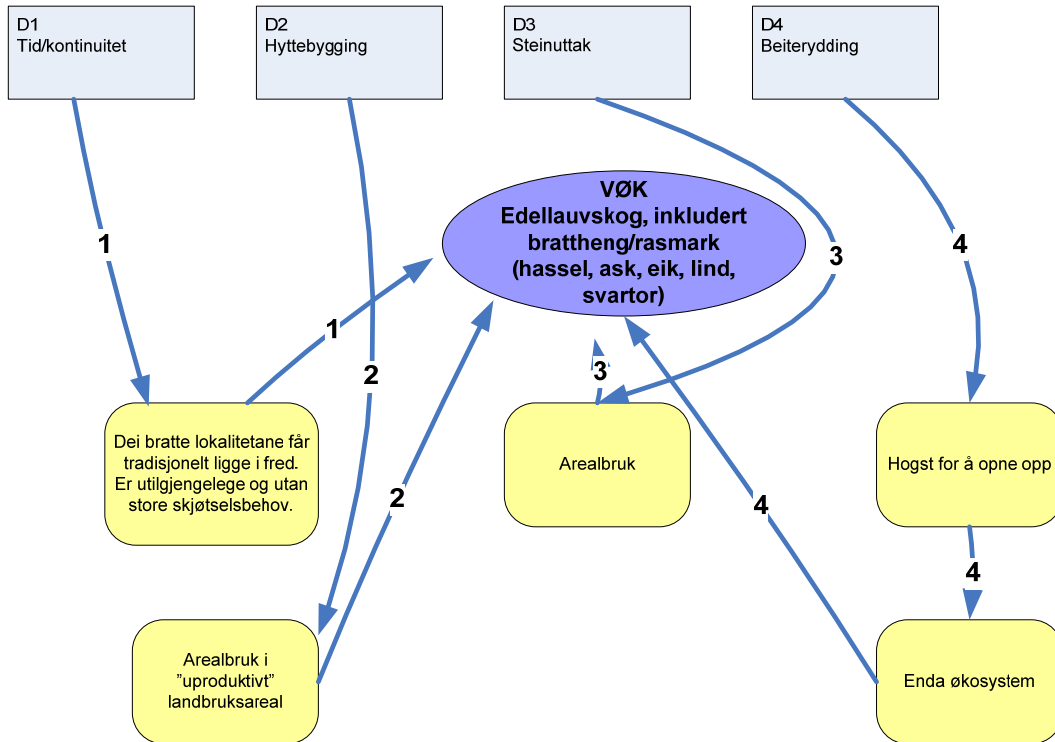 D1
Tid/kontinuitet
D2
Hyttebygging
D3
Steinuttak
D4
Beiterydding
VØK
Edellauvskog, inkludert
brattheng/rasmark
(hassel, ask, eik, lind,
svartor)
1
1
2
2
3
3
4
4
4
Dei bratte lokalitetane får
tradisjonelt ligge i fred.
Er utilgjengelege og utan
store skjøtselsbehov.
Arealbruk
Hogst for å opne opp
Arealbruk i
”uproduktivt”
landbruksareal
Enda økosystem